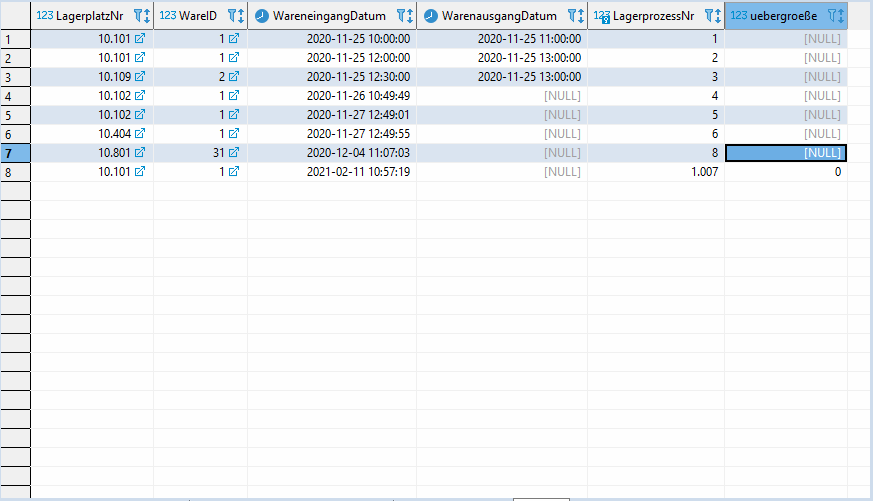 123 LagerplatzNr 123 WareID WareneingangDatum WarenausgangDatum 123 LagerprozessNr 123 uebergroeße
1 10.101 1 2020-11-25 10:00:00 2020-11-25 11:00:00 1 [NULL]
2 10.101 1 2020-11-25 12:00:00 2020-11-25 13:00:00 2 [NULL]
3 10.109 2 2020-11-25 12:30:00 2020-11-25 13:00:00 3 [NULL]
4 10.102 1 2020-11-26 10:49:49 [NULL] 4 [NULL]
5 10.102 1 2020-11-27 12:49:01 [NULL] 5 [NULL]
6 10.404 1 2020-11-27 12:49:55 [NULL] 6 [NULL]
7 10.801 31 2020-12-04 11:07:03 [NULL] 8 [NULL]
8 10.101 1 2021-02-11 10:57:19 [NULL] 1.007 0